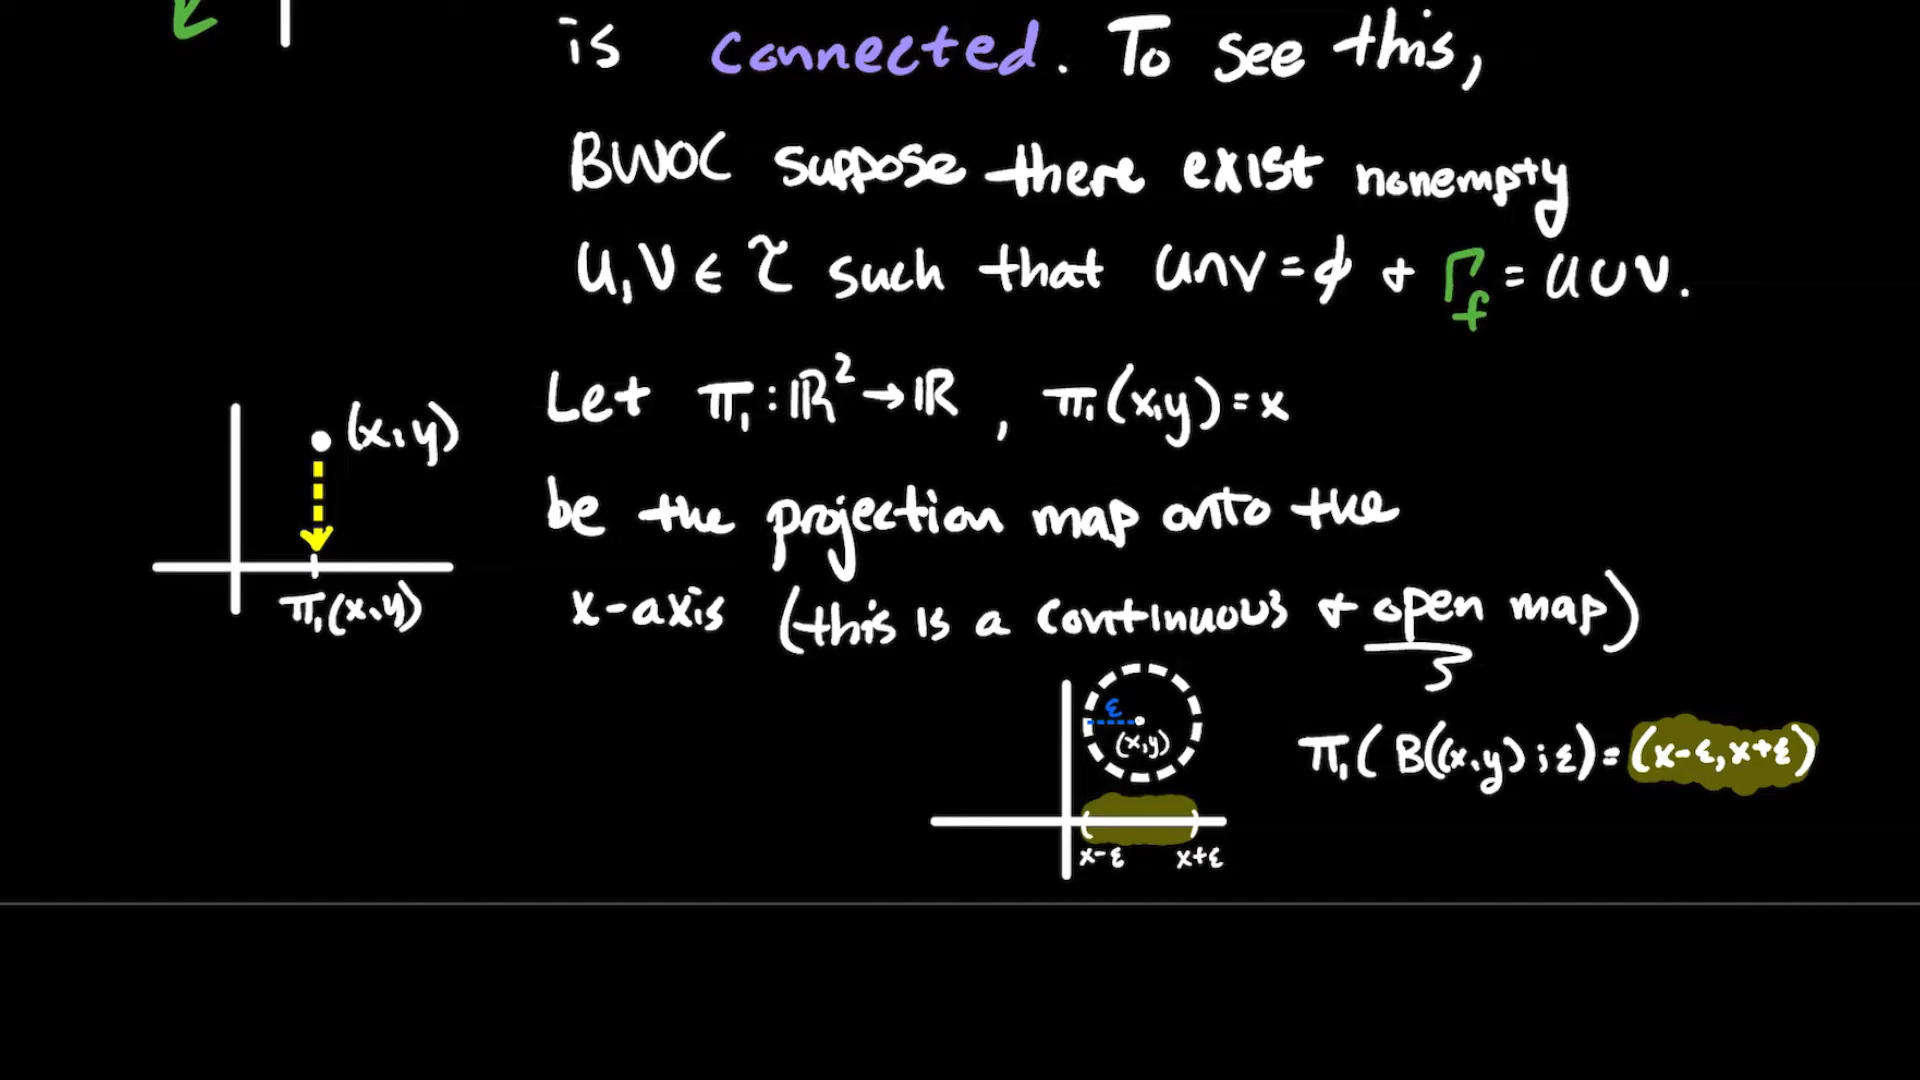 is connected. To see this,
BWOC suppose there exist nonempty
U, V ∈ τ such that U∩V = ∅ + Γ_f = U∪V.
Let π₁ : ℝ² → ℝ , π₁(x,y) = x
(x,y)
be the projection map onto the
x-axis (this is a continuous + open map)
π₁(x,y)
ε
(x,y)
π₁( B((x,y);ε) = (x-ε, x+ε)
x-ε x+ε